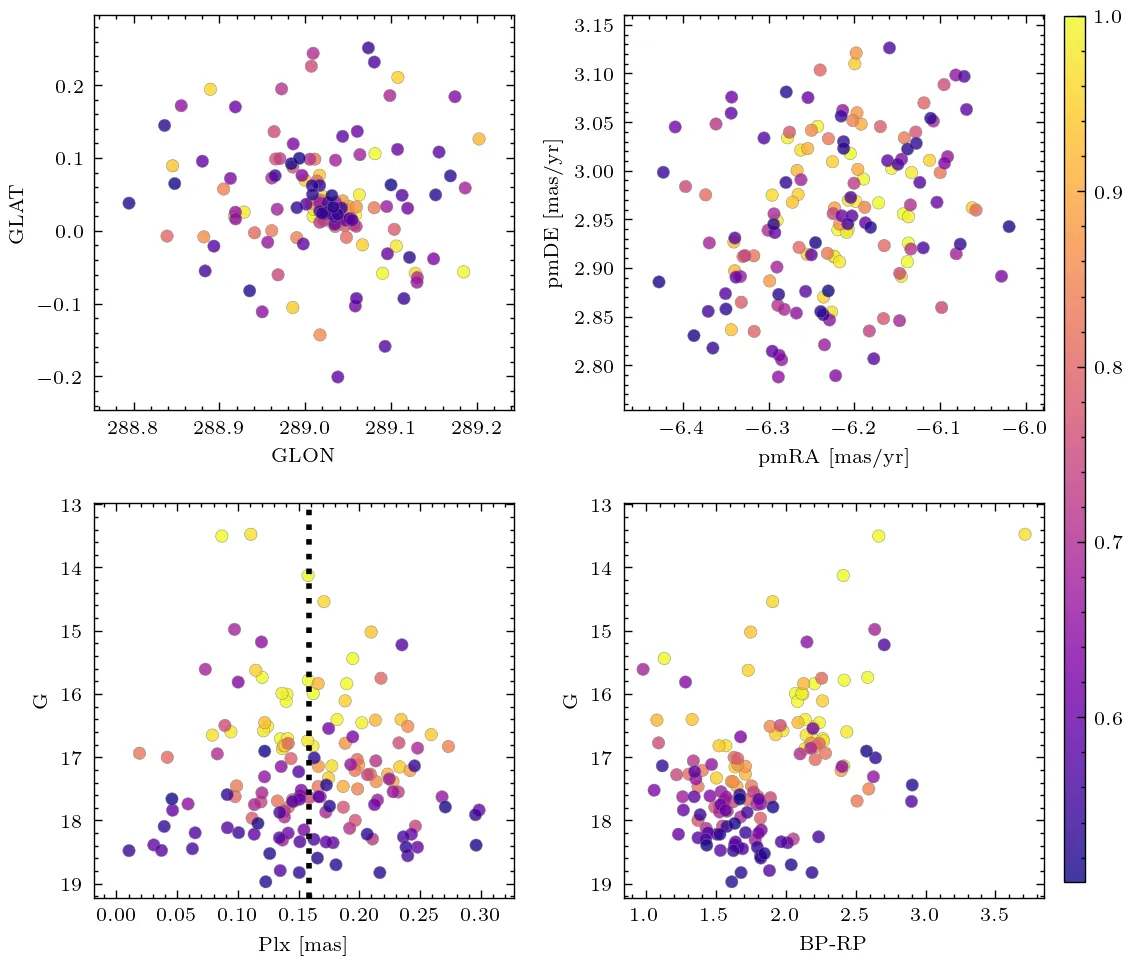 0.2
0.1
0.0
−0.1
−0.2
GLAT
288.8 288.9 289.0 289.1 289.2
GLON
3.15
3.10
3.05
3.00
2.95
2.90
2.85
2.80
pmDE [mas/yr]
−6.4 −6.3 −6.2 −6.1 −6.0
pmRA [mas/yr]
1.0
0.9
0.8
0.7
0.6
13
14
15
16
17
18
19
G
0.00 0.05 0.10 0.15 0.20 0.25 0.30
Plx [mas]
13
14
15
16
17
18
19
G
1.0 1.5 2.0 2.5 3.0 3.5
BP-RP